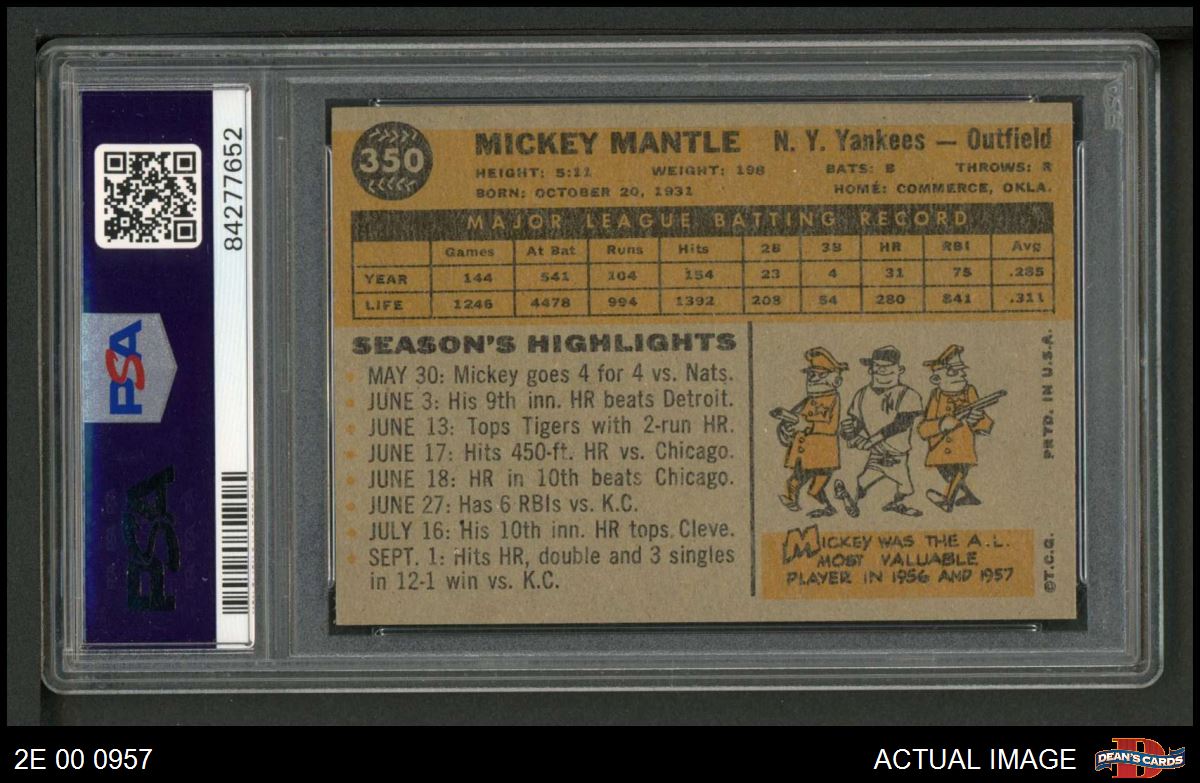 84277652
PSA
PSA
350
MICKEY MANTLE N. Y. Yankees — Outfield
HEIGHT: 5:11 WEIGHT: 198 BATS: B THROWS: R
BORN: OCTOBER 20, 1931 HOME: COMMERCE, OKLA.
MAJOR LEAGUE BATTING RECORD
Games At Bat Runs Hits 2B 3B HR RBI Avg
YEAR 144 541 104 154 23 4 31 75 .285
LIFE 1246 4478 994 1392 208 54 280 841 .311
SEASON'S HIGHLIGHTS
MAY 30: Mickey goes 4 for 4 vs. Nats.
JUNE 3: His 9th inn. HR beats Detroit.
JUNE 13: Tops Tigers with 2-run HR.
JUNE 17: Hits 450-ft. HR vs. Chicago.
JUNE 18: HR in 10th beats Chicago.
JUNE 27: Has 6 RBIs vs. K.C.
JULY 16: His 10th inn. HR tops Cleve.
SEPT. 1: Hits HR, double and 3 singles
in 12-1 win vs. K.C.
MICKEY WAS THE A.L.
MOST VALUABLE
PLAYER IN 1956 AND 1957
©T.C.G. PRTD. IN U.S.A.
2E 00 0957
ACTUAL IMAGE
D
DEAN'S CARDS